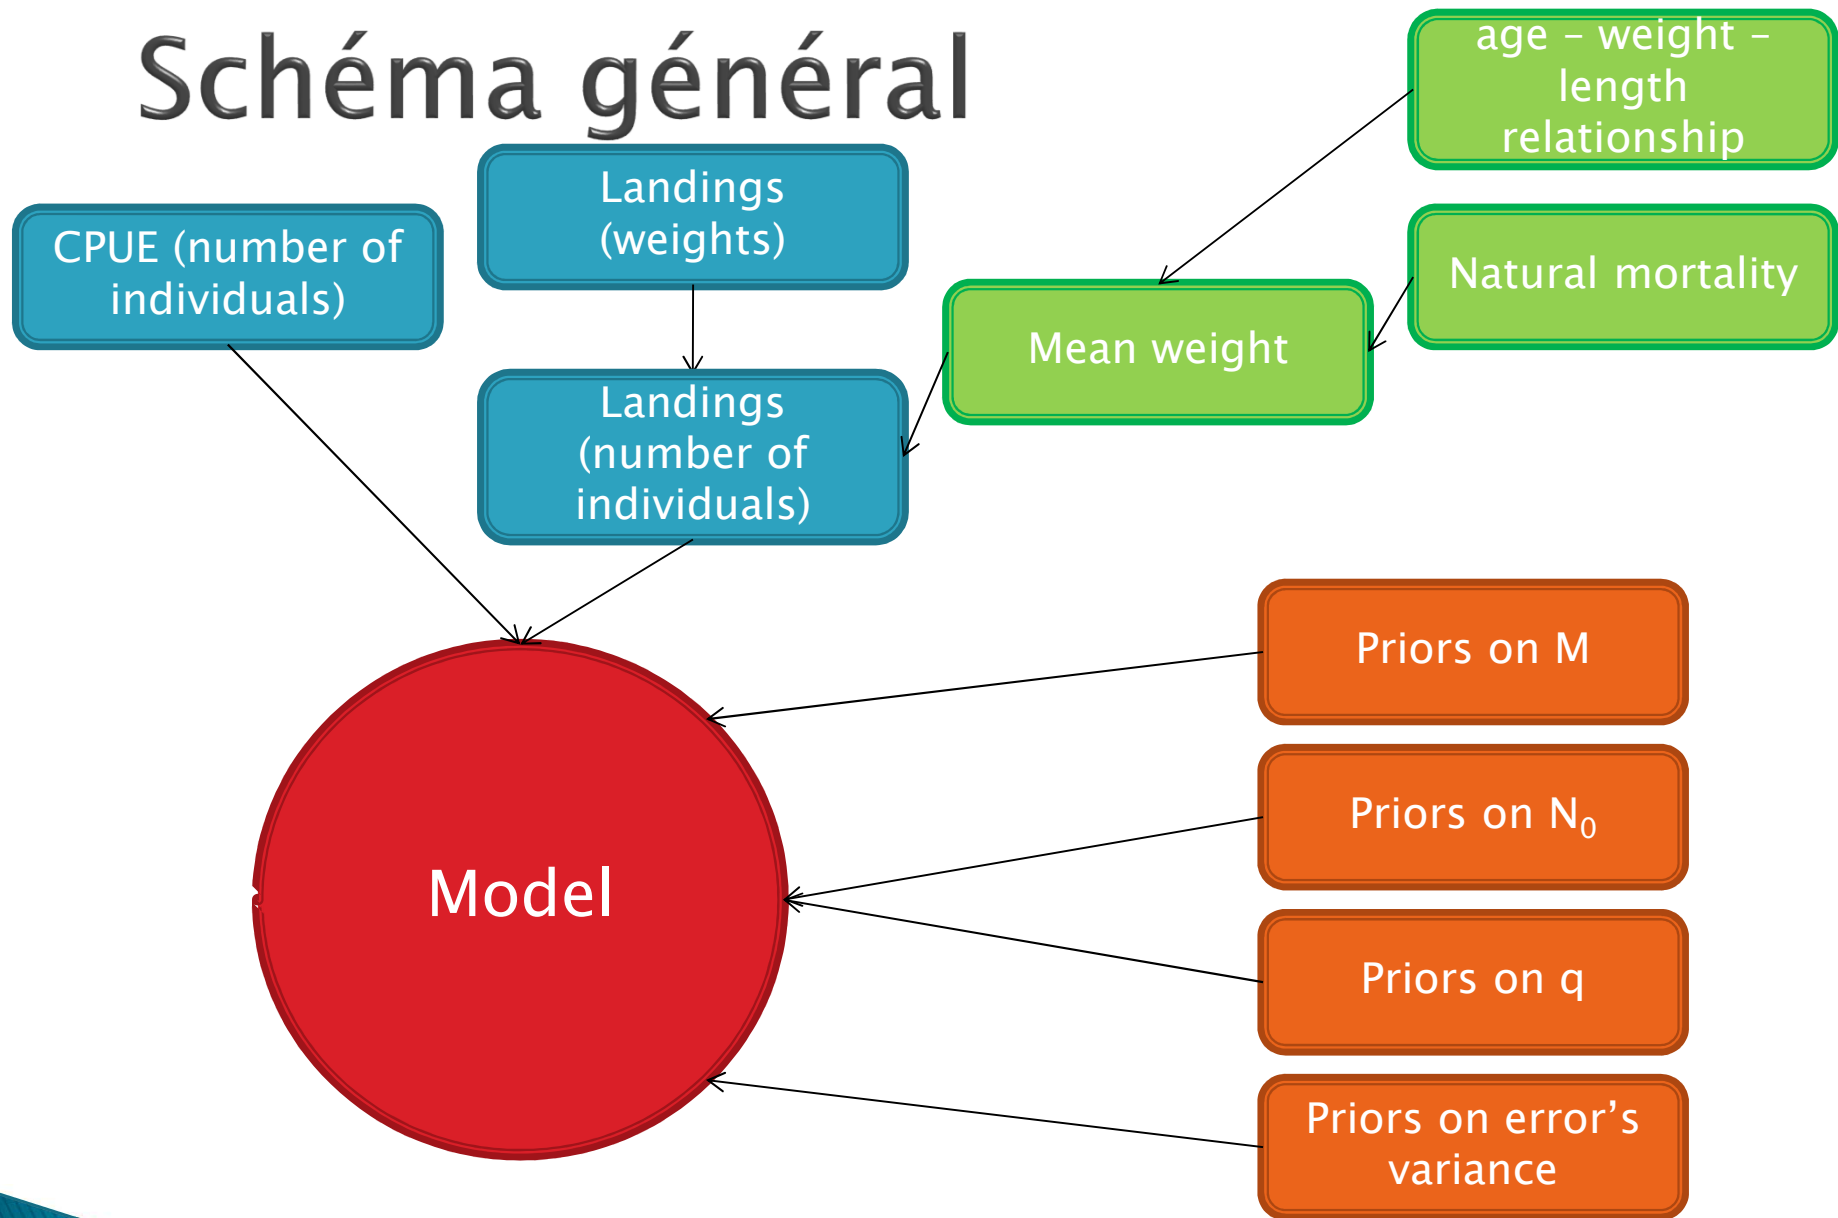 Schéma général
age – weight –
length
relationship
Landings
(weights)
CPUE (number of
individuals)
Natural mortality
Mean weight
Landings
(number of
individuals)
Priors on M
Priors on N₀
Model
Priors on q
Priors on error’s
variance